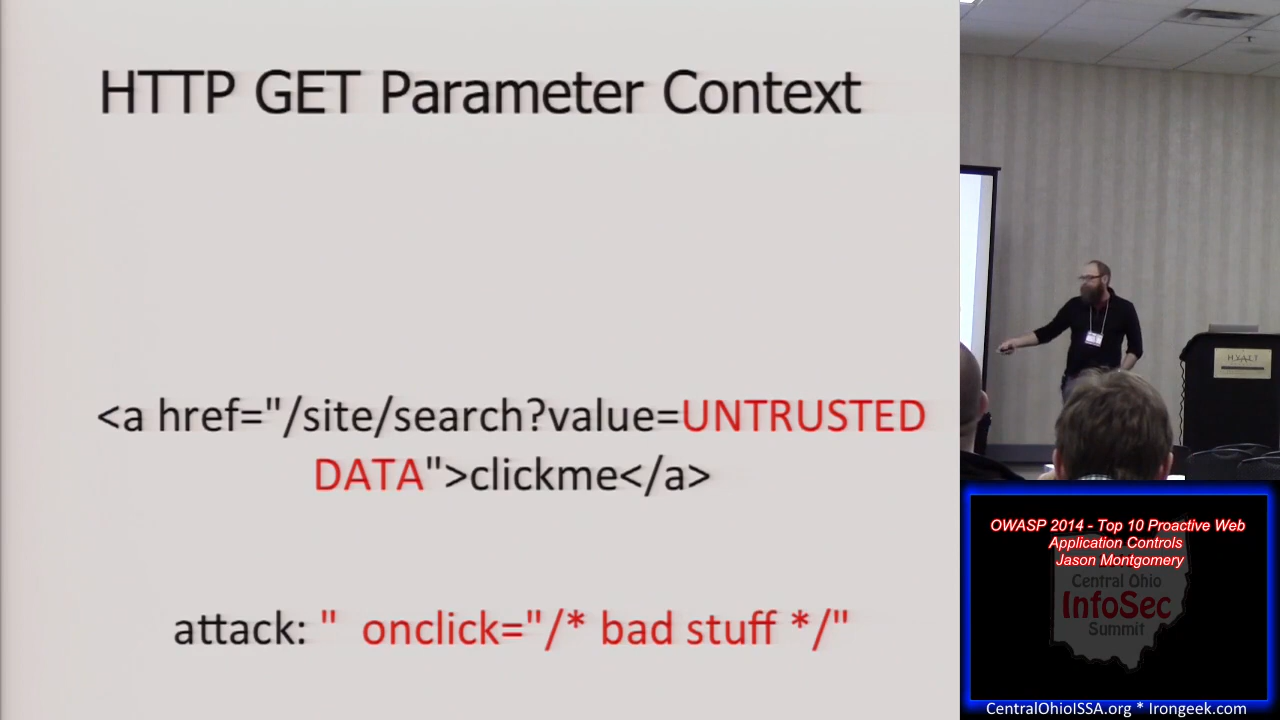 HTTP GET Parameter Context
<a href="/site/search?value=UNTRUSTED
DATA">clickme</a>
attack: "  onclick="/* bad stuff */"
HYATT
OWASP 2014 - Top 10 Proactive Web
Application Controls
Jason Montgomery
Central Ohio
InfoSec
Summit
CentralOhioISSA.org * Irongeek.com